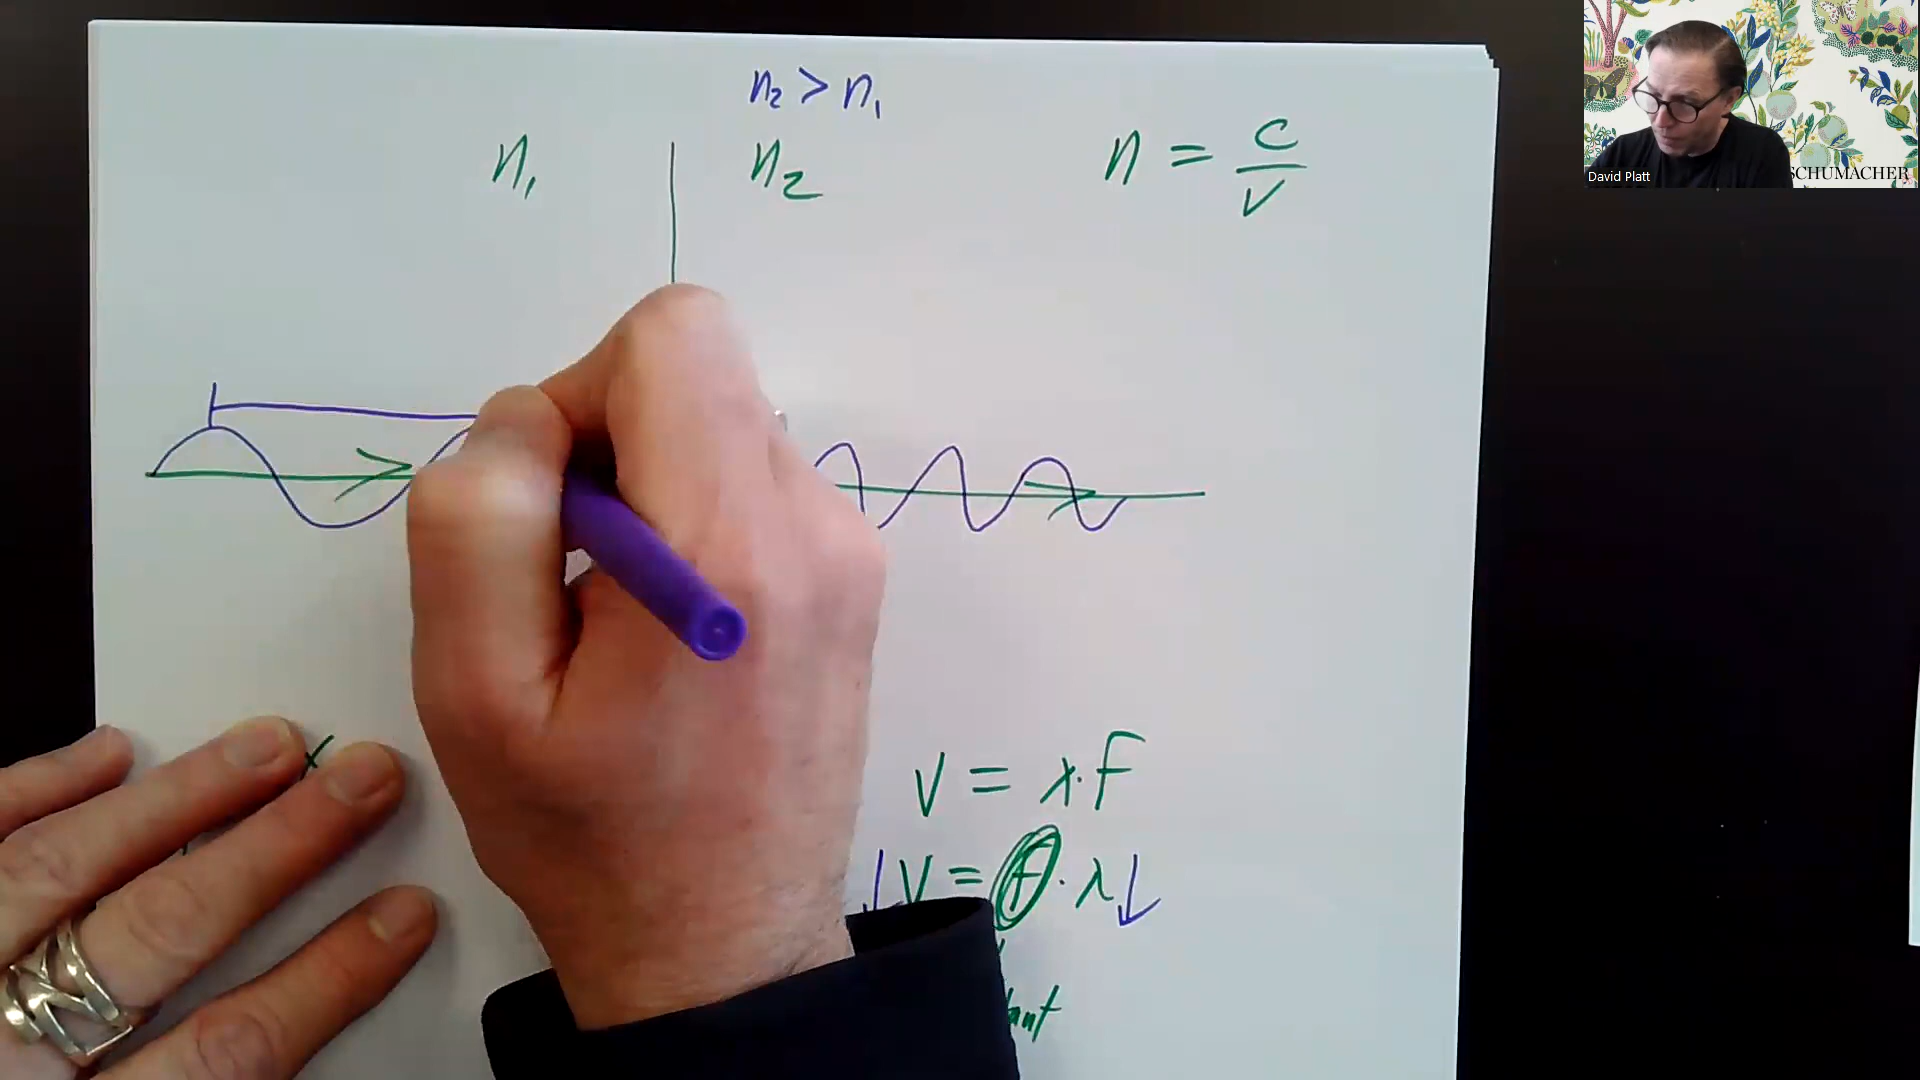 n₂ > n₁
n₁ n₂ n = c/v
v = λ·F
↓v = f · λ↓
David Platt
SCHUMACHER